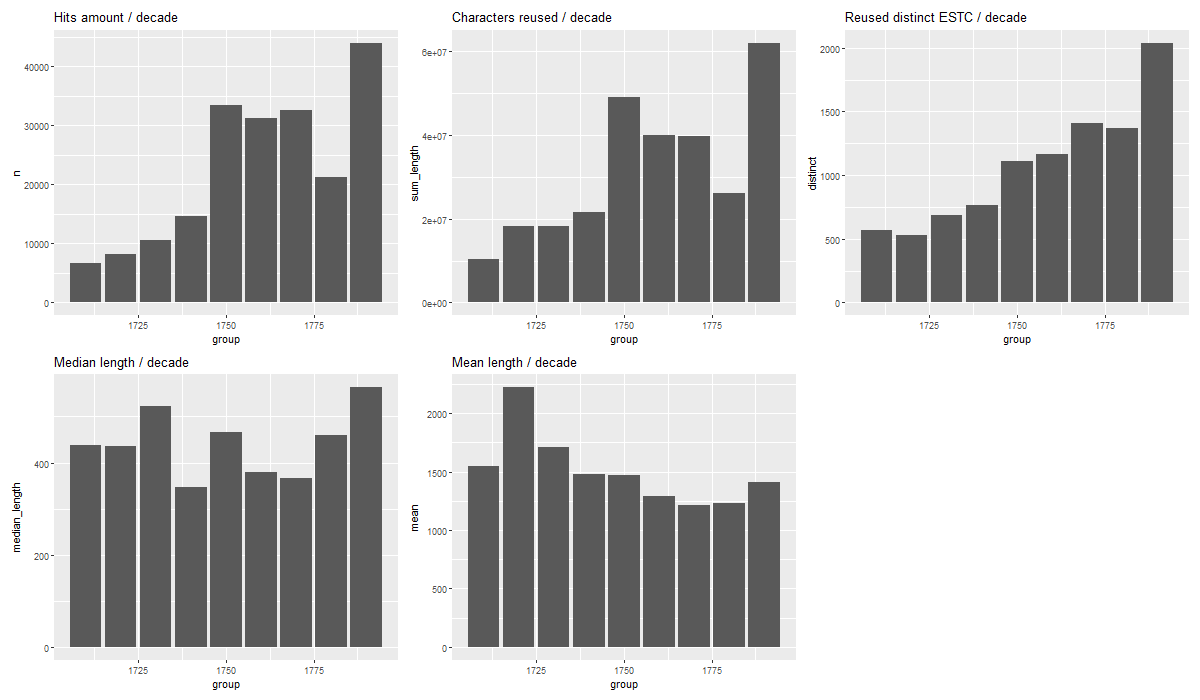 Hits amount / decade
40000
30000
20000
10000
0
n
1725
1750
1775
group
Characters reused / decade
6e+07
4e+07
2e+07
0e+00
sum_length
1725
1750
1775
group
Reused distinct ESTC / decade
2000
1500
1000
500
0
distinct
1725
1750
1775
group
Median length / decade
400
200
0
median_length
1725
1750
1775
group
Mean length / decade
2000
1500
1000
500
0
mean
1725
1750
1775
group